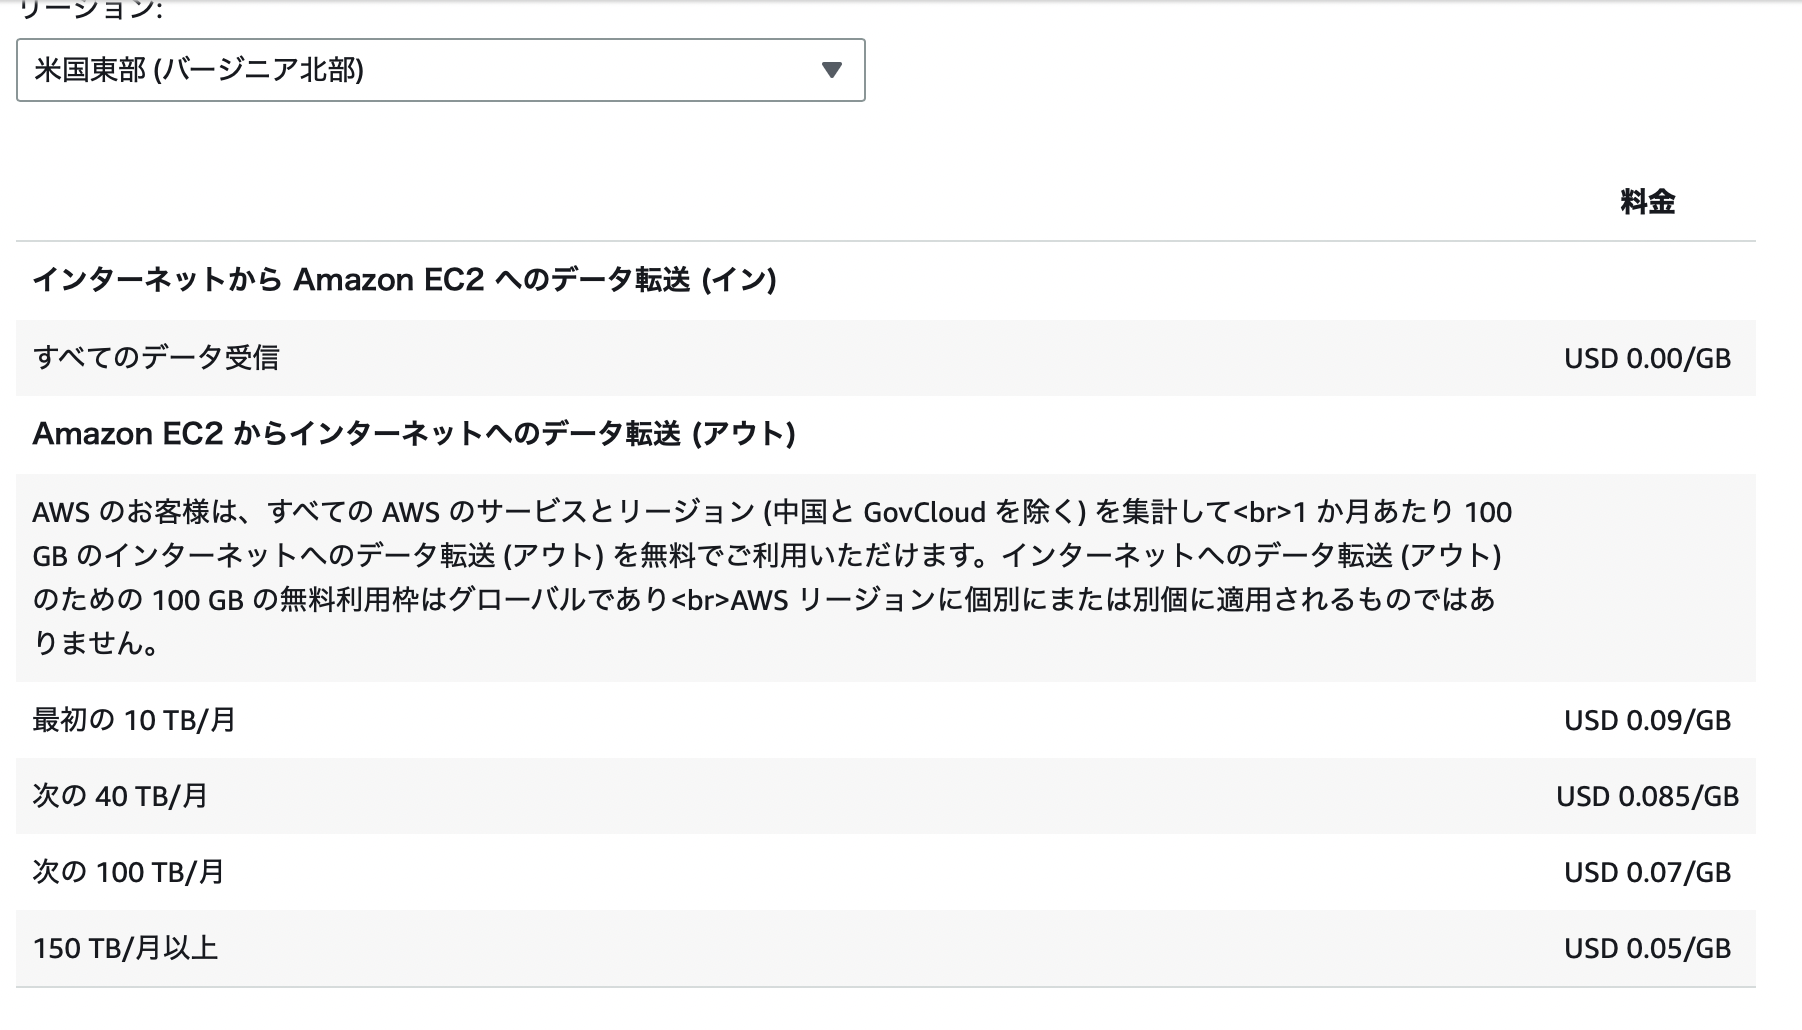 リージョン:
米国東部 (バージニア北部)
料金
インターネットから Amazon EC2 へのデータ転送 (イン)
すべてのデータ受信 USD 0.00/GB
Amazon EC2 からインターネットへのデータ転送 (アウト)
AWS のお客様は、すべての AWS のサービスとリージョン (中国と GovCloud を除く) を集計して<br>1 か月あたり 100
GB のインターネットへのデータ転送 (アウト) を無料でご利用いただけます。インターネットへのデータ転送 (アウト)
のための 100 GB の無料利用枠はグローバルであり<br>AWS リージョンに個別にまたは別個に適用されるものではあ
りません。
最初の 10 TB/月 USD 0.09/GB
次の 40 TB/月 USD 0.085/GB
次の 100 TB/月 USD 0.07/GB
150 TB/月以上 USD 0.05/GB